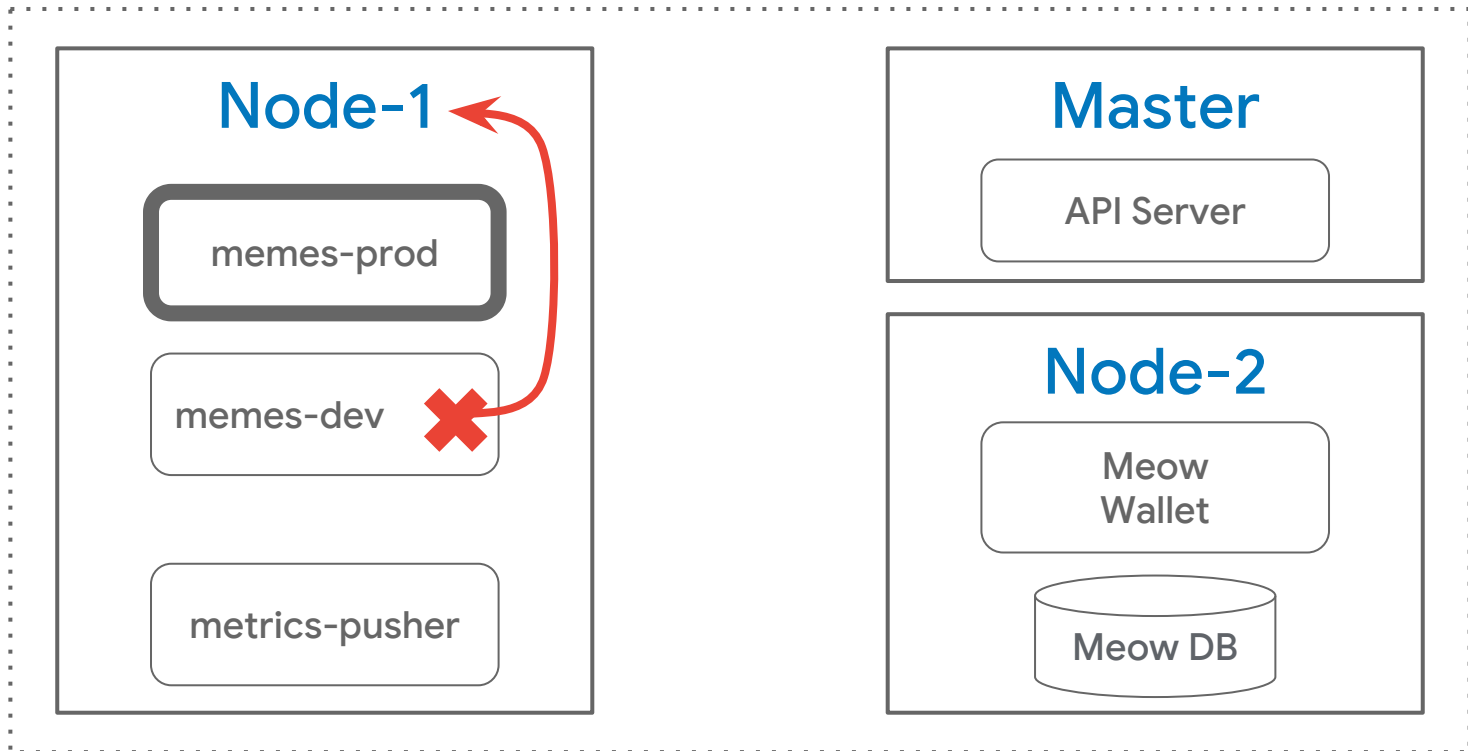 Node-1
memes-prod
memes-dev
metrics-pusher
Master
API Server
Node-2
Meow
Wallet
Meow DB